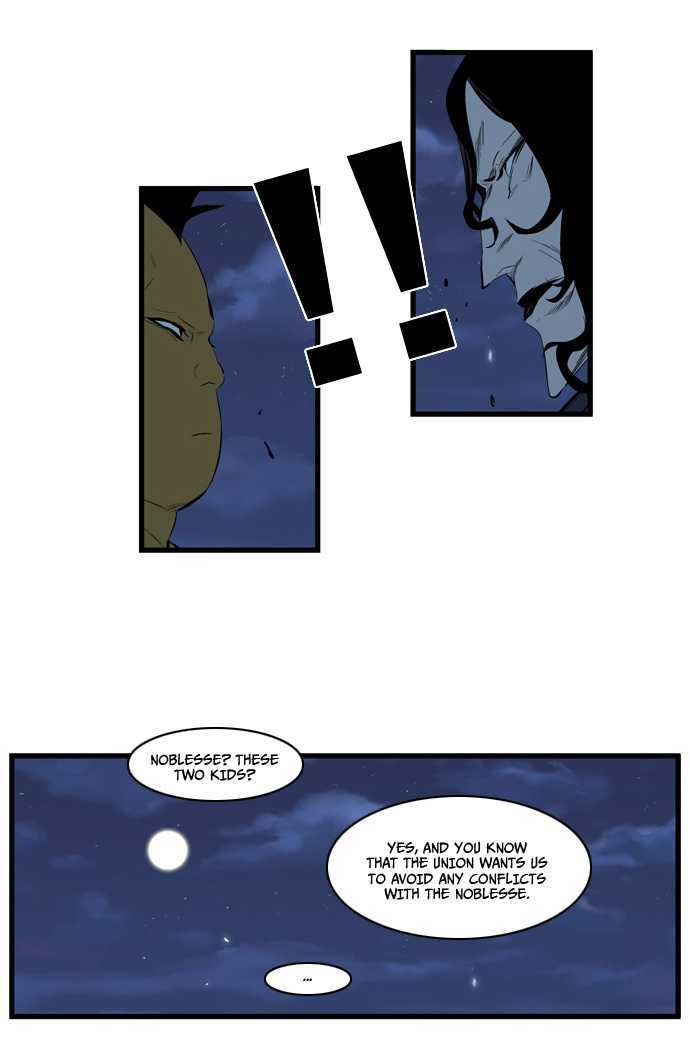 !!
NOBLESSE? THESE
TWO KIDS?
YES, AND YOU KNOW
THAT THE UNION WANTS US
TO AVOID ANY CONFLICTS
WITH THE NOBLESSE.
...